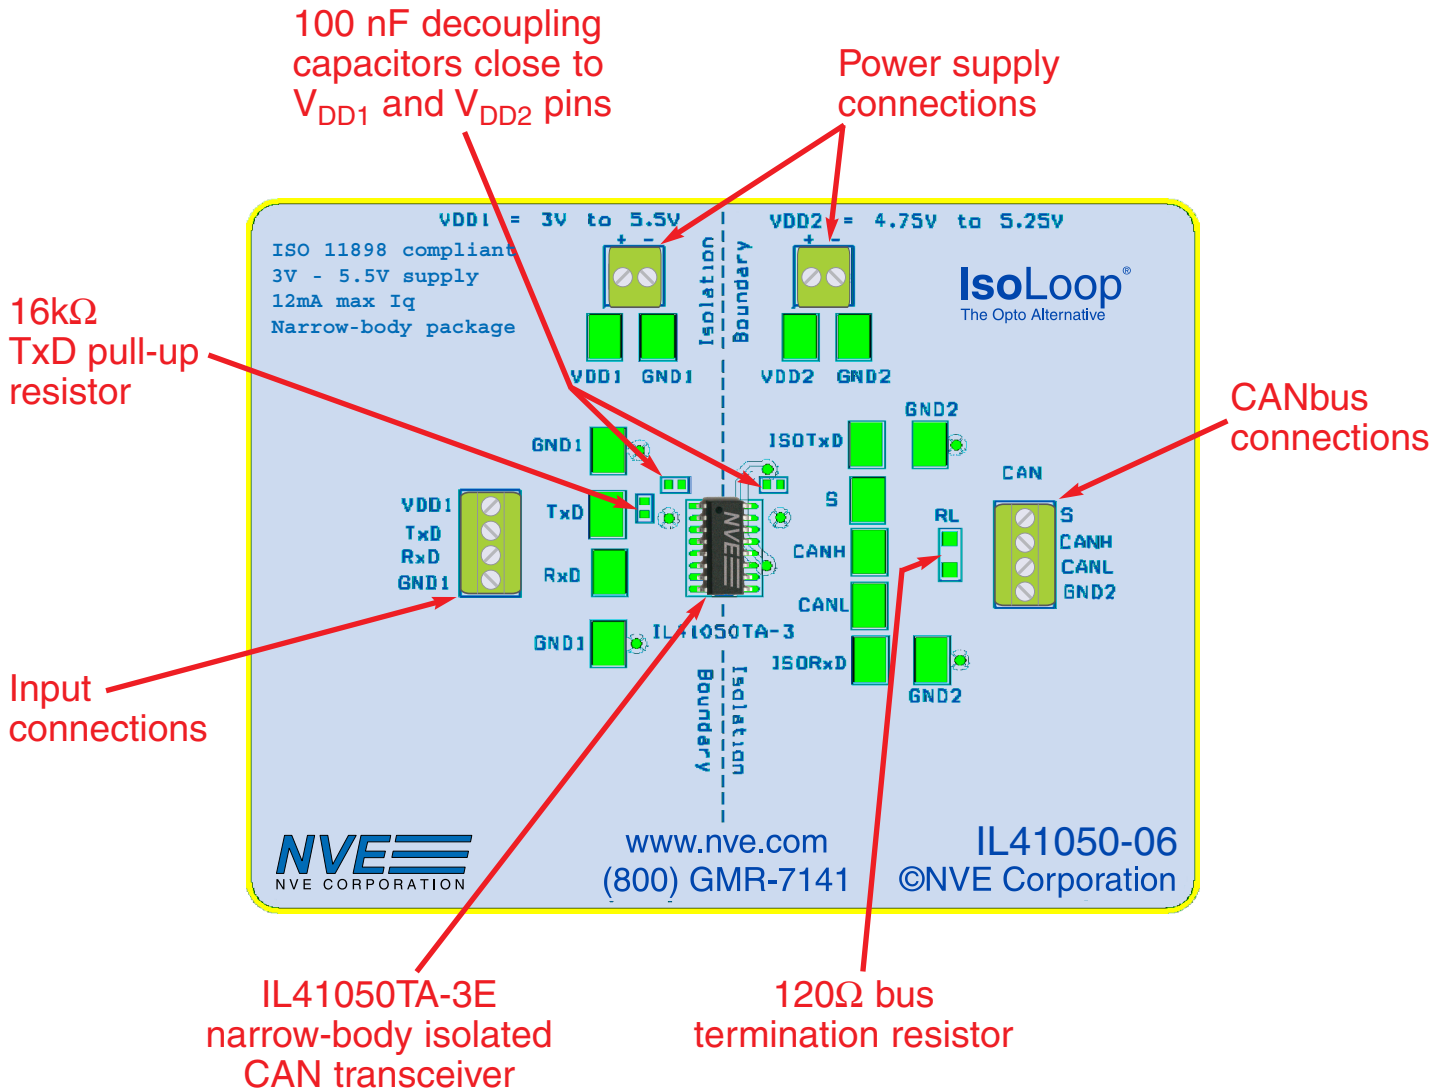 100 nF decoupling
capacitors close to
VDD1 and VDD2 pins
Power supply
connections
VDD1 = 3V to 5.5V
VDD2 = 4.75V to 5.25V
ISO 11898 compliant
3V - 5.5V supply
12mA max Iq
Narrow-body package
+ -
+ -
Isolation
Boundary
IsoLoop®
The Opto Alternative
16kΩ
TxD pull-up
resistor
VDD1 GND1
VDD2 GND2
CANbus
connections
GND1
TxD
RxD
GND1
ISOTxD
GND2
S
CANH
CANL
ISORxD
GND2
RL
CAN
S
CANH
CANL
GND2
VDD1
TxD
RxD
GND1
NVE
IL41050TA-3
Isolation
Boundary
Input
connections
NVE
NVE CORPORATION
www.nve.com
(800) GMR-7141
IL41050-06
©NVE Corporation
IL41050TA-3E
narrow-body isolated
CAN transceiver
120Ω bus
termination resistor